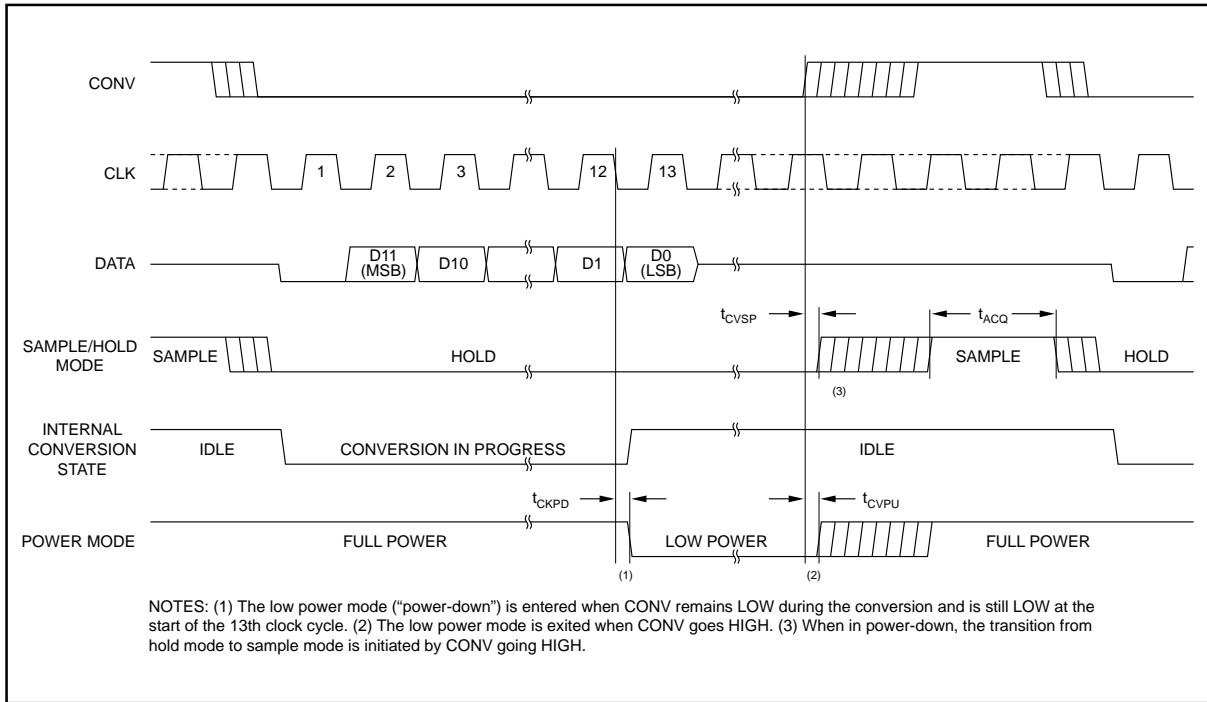 CONV
CLK
1
2
3
12
13
DATA
D11
(MSB)
D10
D1
D0
(LSB)
tCVSP
tACQ
SAMPLE/HOLD
MODE
SAMPLE
HOLD
SAMPLE
HOLD
(3)
INTERNAL
CONVERSION
STATE
IDLE
CONVERSION IN PROGRESS
IDLE
tCKPD
tCVPU
POWER MODE
FULL POWER
LOW POWER
FULL POWER
(1)
(2)
NOTES: (1) The low power mode (“power-down”) is entered when CONV remains LOW during the conversion and is still LOW at the
start of the 13th clock cycle. (2) The low power mode is exited when CONV goes HIGH. (3) When in power-down, the transition from
hold mode to sample mode is initiated by CONV going HIGH.